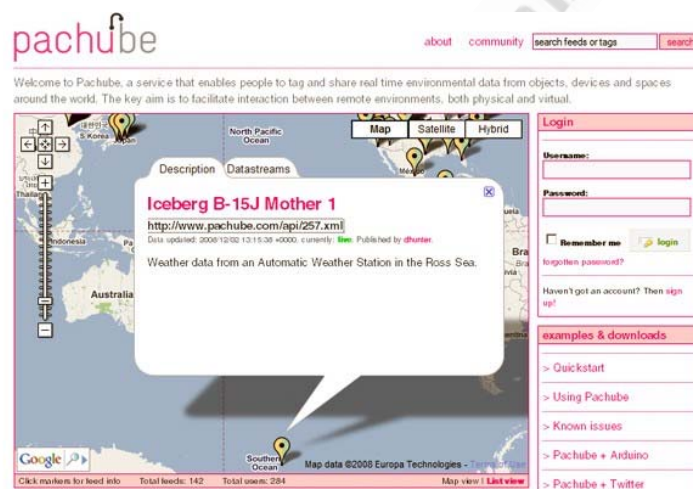 pachube
about community search feeds or tags search
Welcome to Pachube, a service that enables people to tag and share real time environmental data from objects, devices and spaces
around the world. The key aim is to facilitate interaction between remote environments, both physical and virtual.
Login
Username:
Password:
Remember me login
forgotten password?
Haven't got an account? Then sign
up!
examples & downloads
> Quickstart
> Using Pachube
> Known issues
> Pachube + Arduino
> Pachube + Twitter
Map Satellite Hybrid
North Pacific
Ocean
S Korea
Japan
Thailand
Indonesia
Australia
Description Datastreams
Iceberg B-15J Mother 1
http://www.pachube.com/api/257.xml
Data updated: 2008/12/02 13:15:38 +0000, currently: live. Published by dhunter.
Weather data from an Automatic Weather Station in the Ross Sea.
Southern
Ocean
Google
Map data ©2008 Europa Technologies - Terms of Use
Click markers for feed info Total feeds: 142 Total users: 284 Map view | List view